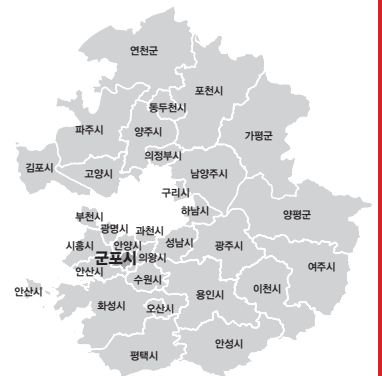 연천군
포천시
동두천시
파주시
양주시
가평군
의정부시
김포시
고양시
남양주시
구리시
하남시
양평군
부천시
광명시
과천시
시흥시
안양시
성남시
광주시
군포시
의왕시
여주시
안산시
수원시
안산시
용인시
이천시
화성시
오산시
안성시
평택시